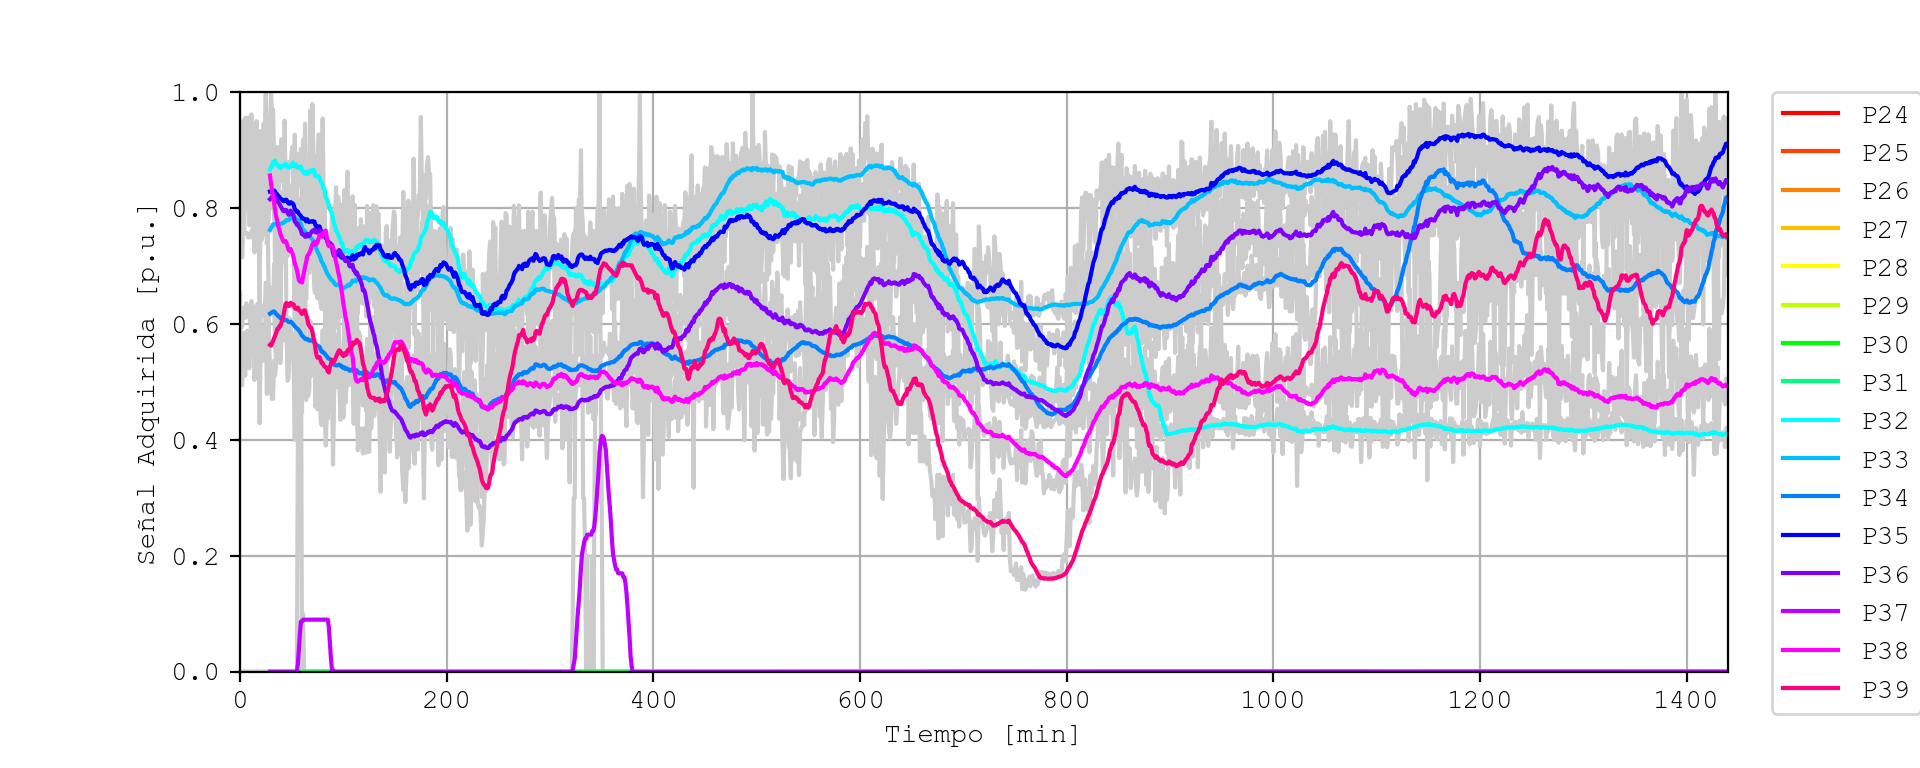 1.0
0.8
0.6
0.4
0.2
0.0
Señal Adquirida [p.u.]
0 200 400 600 800 1000 1200 1400
Tiempo [min]
P24
P25
P26
P27
P28
P29
P30
P31
P32
P33
P34
P35
P36
P37
P38
P39